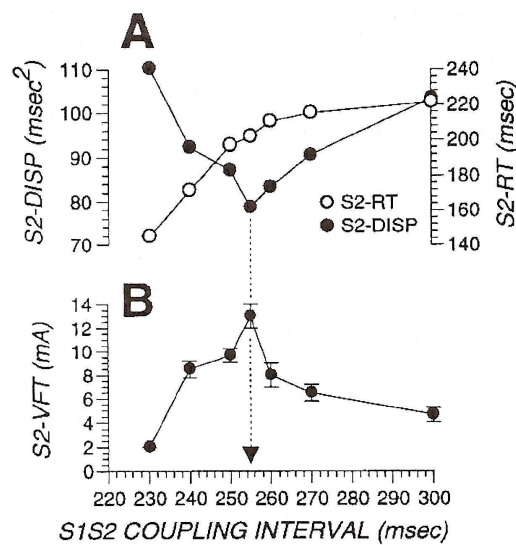 A
S2-DISP (msec²)
110
100
90
80
70
240
220
200
180
160
140
S2-RT (msec)
S2-RT
S2-DISP
B
S2-VFT (mA)
14
12
10
8
6
4
2
0
220 230 240 250 260 270 280 290 300
S1S2 COUPLING INTERVAL (msec)